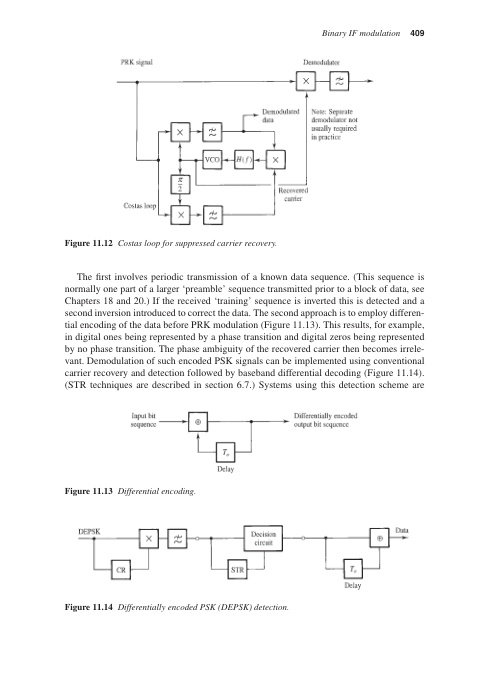 Binary IF modulation 409
PRK signal
Demodulator
×
Demodulated
data
Note: Separate
demodulator not
usually required
in practice
×
VCO
H(f)
×
π
2
Recovered
carrier
Costas loop
×
Figure 11.12 Costas loop for suppressed carrier recovery.
The first involves periodic transmission of a known data sequence. (This sequence is
normally one part of a larger ‘preamble’ sequence transmitted prior to a block of data, see
Chapters 18 and 20.) If the received ‘training’ sequence is inverted this is detected and a
second inversion introduced to correct the data. The second approach is to employ differen-
tial encoding of the data before PRK modulation (Figure 11.13). This results, for example,
in digital ones being represented by a phase transition and digital zeros being represented
by no phase transition. The phase ambiguity of the recovered carrier then becomes irrele-
vant. Demodulation of such encoded PSK signals can be implemented using conventional
carrier recovery and detection followed by baseband differential decoding (Figure 11.14).
(STR techniques are described in section 6.7.) Systems using this detection scheme are
Input bit
sequence
⊕
Differentially encoded
output bit sequence
Tₒ
Delay
Figure 11.13 Differential encoding.
DEPSK
×
Decision
circuit
⊕
Data
CR
STR
Tₒ
Delay
Figure 11.14 Differentially encoded PSK (DEPSK) detection.